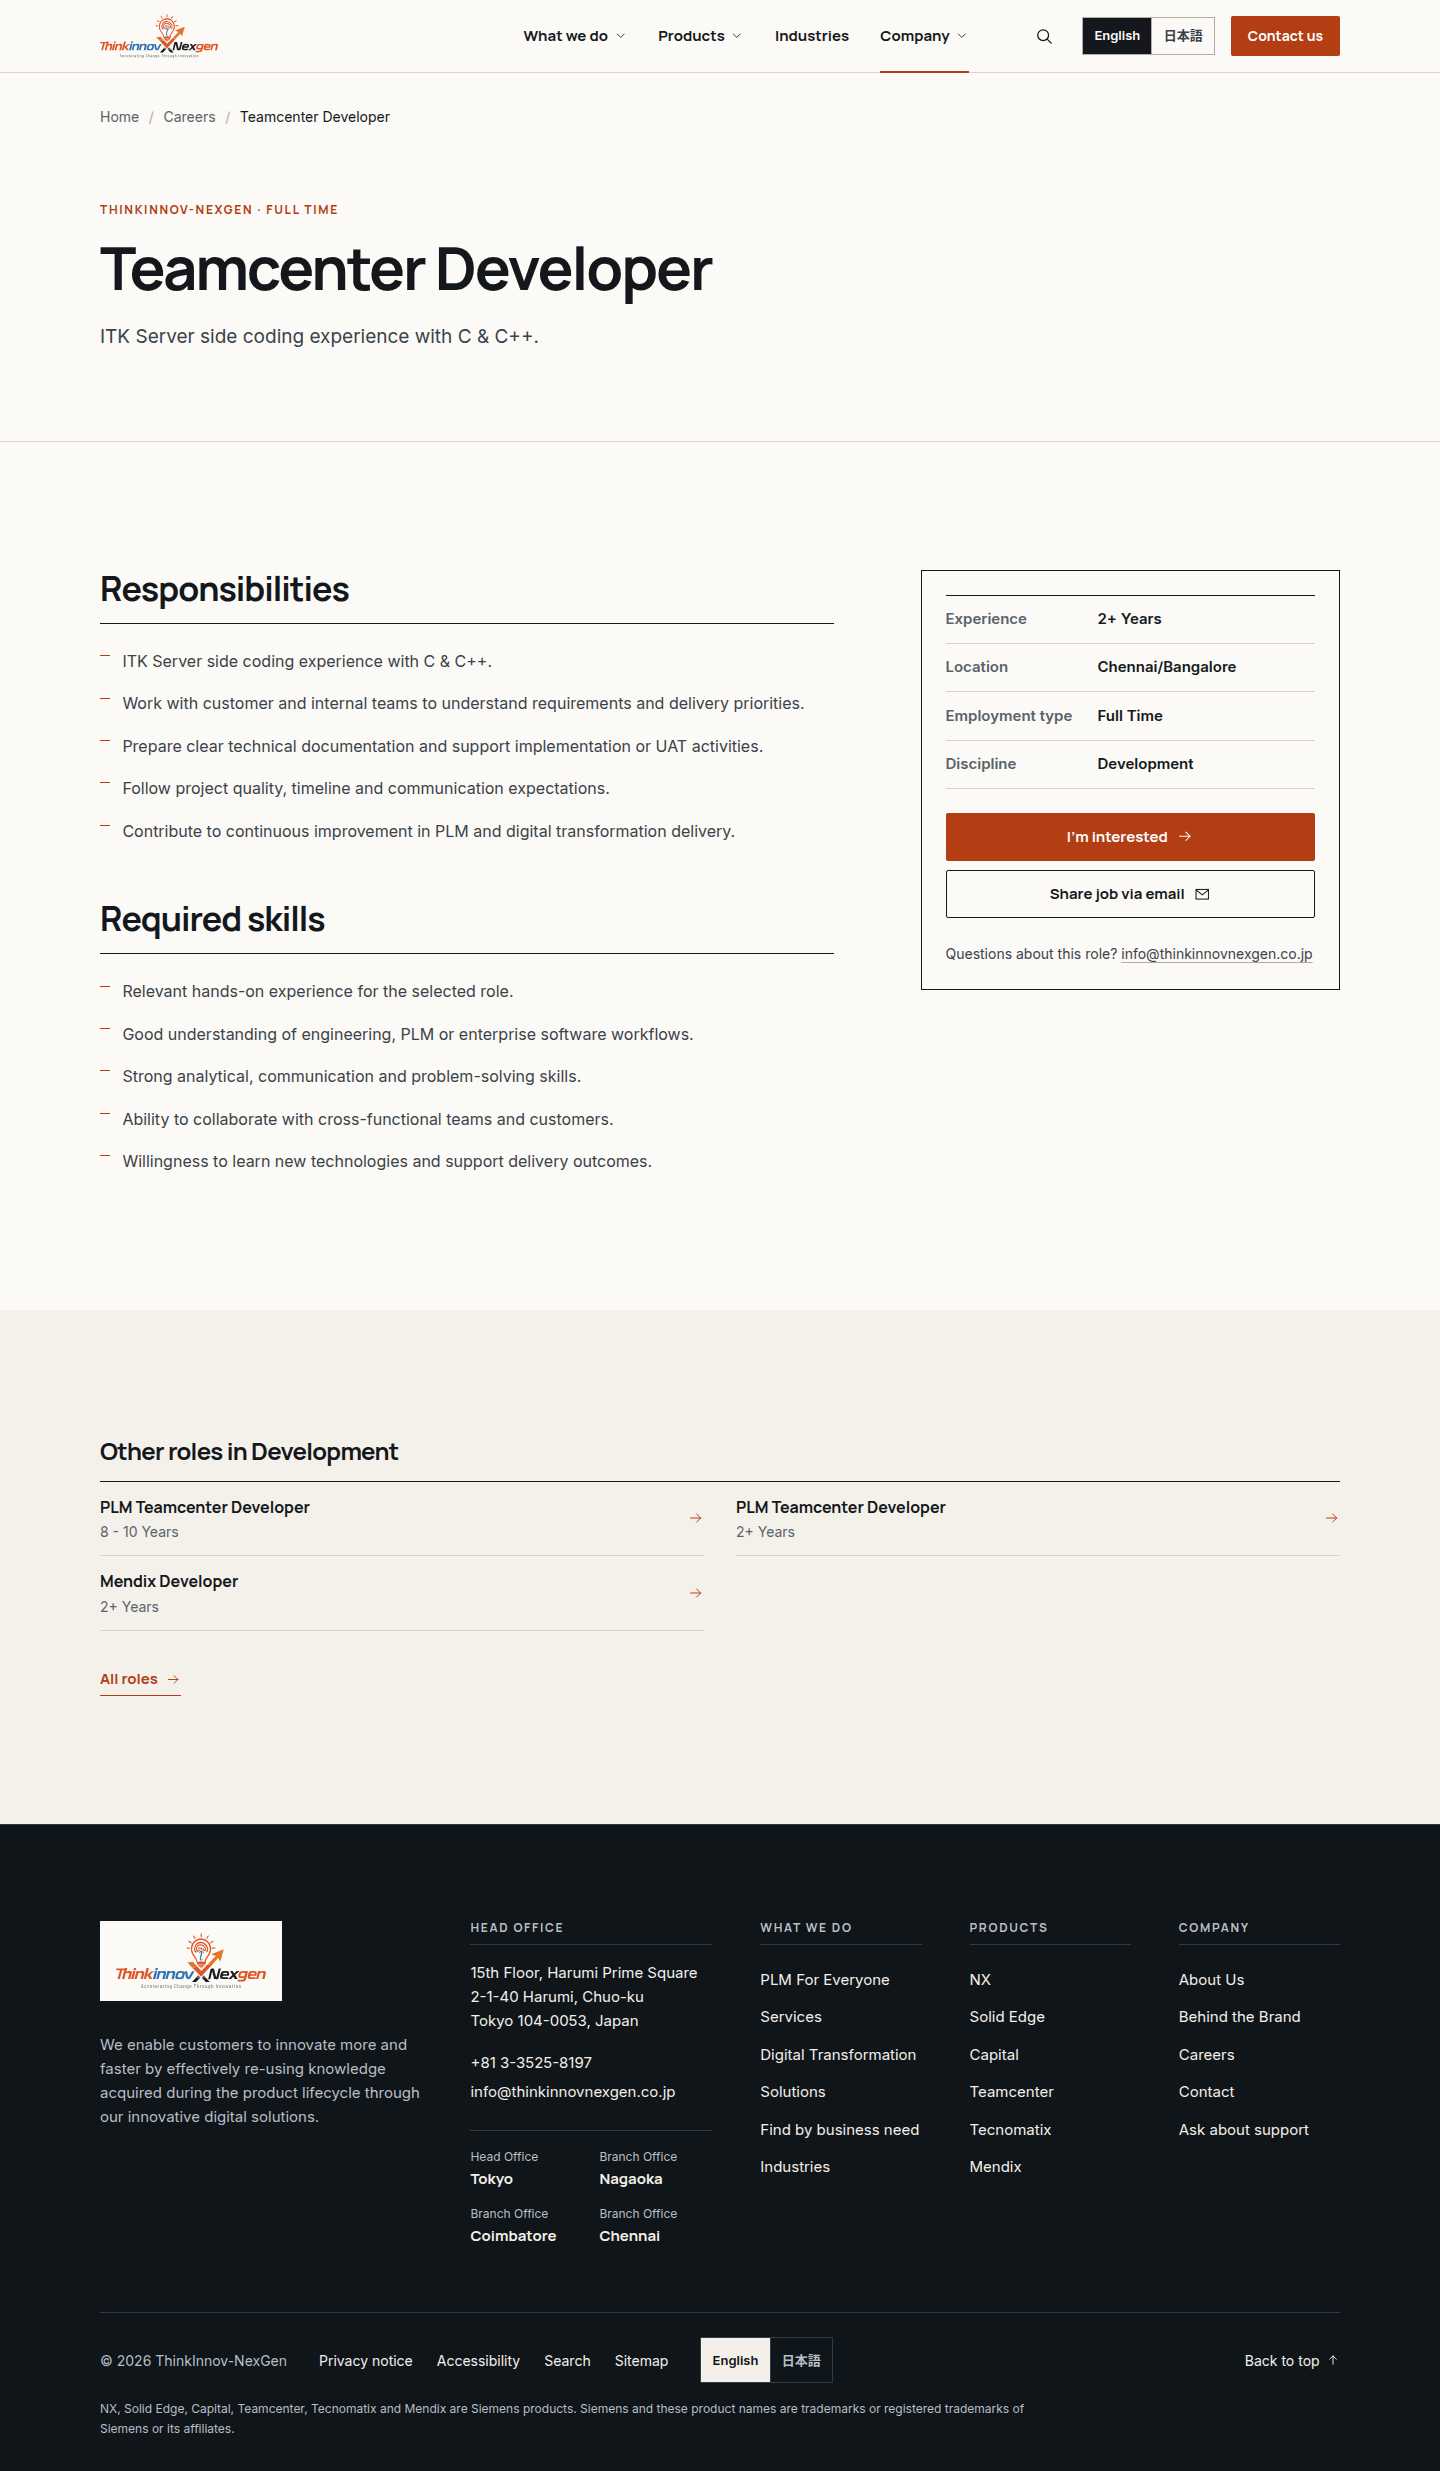 ThinkinnovXNexgen
Accelerating Change Through Innovation
What we do
Products
Industries
Company
English
日本語
Contact us
Home / Careers / Teamcenter Developer
THINKINNOV-NEXGEN · FULL TIME
Teamcenter Developer
ITK Server side coding experience with C & C++.
Responsibilities
ITK Server side coding experience with C & C++.
Work with customer and internal teams to understand requirements and delivery priorities.
Prepare clear technical documentation and support implementation or UAT activities.
Follow project quality, timeline and communication expectations.
Contribute to continuous improvement in PLM and digital transformation delivery.
Required skills
Relevant hands-on experience for the selected role.
Good understanding of engineering, PLM or enterprise software workflows.
Strong analytical, communication and problem-solving skills.
Ability to collaborate with cross-functional teams and customers.
Willingness to learn new technologies and support delivery outcomes.
Experience 2+ Years
Location Chennai/Bangalore
Employment type Full Time
Discipline Development
I'm interested →
Share job via email
Questions about this role? info@thinkinnovnexgen.co.jp
Other roles in Development
PLM Teamcenter Developer
8 - 10 Years
→
PLM Teamcenter Developer
2+ Years
→
Mendix Developer
2+ Years
→
All roles →
ThinkinnovXNexgen
Accelerating Change Through Innovation
We enable customers to innovate more and
faster by effectively re-using knowledge
acquired during the product lifecycle through
our innovative digital solutions.
HEAD OFFICE
15th Floor, Harumi Prime Square
2-1-40 Harumi, Chuo-ku
Tokyo 104-0053, Japan
+81 3-3525-8197
info@thinkinnovnexgen.co.jp
Head Office
Tokyo
Branch Office
Nagaoka
Branch Office
Coimbatore
Branch Office
Chennai
WHAT WE DO
PLM For Everyone
Services
Digital Transformation
Solutions
Find by business need
Industries
PRODUCTS
NX
Solid Edge
Capital
Teamcenter
Tecnomatix
Mendix
COMPANY
About Us
Behind the Brand
Careers
Contact
Ask about support
© 2026 ThinkInnov-NexGen
Privacy notice
Accessibility
Search
Sitemap
English
日本語
Back to top ↑
NX, Solid Edge, Capital, Teamcenter, Tecnomatix and Mendix are Siemens products. Siemens and these product names are trademarks or registered trademarks of
Siemens or its affiliates.